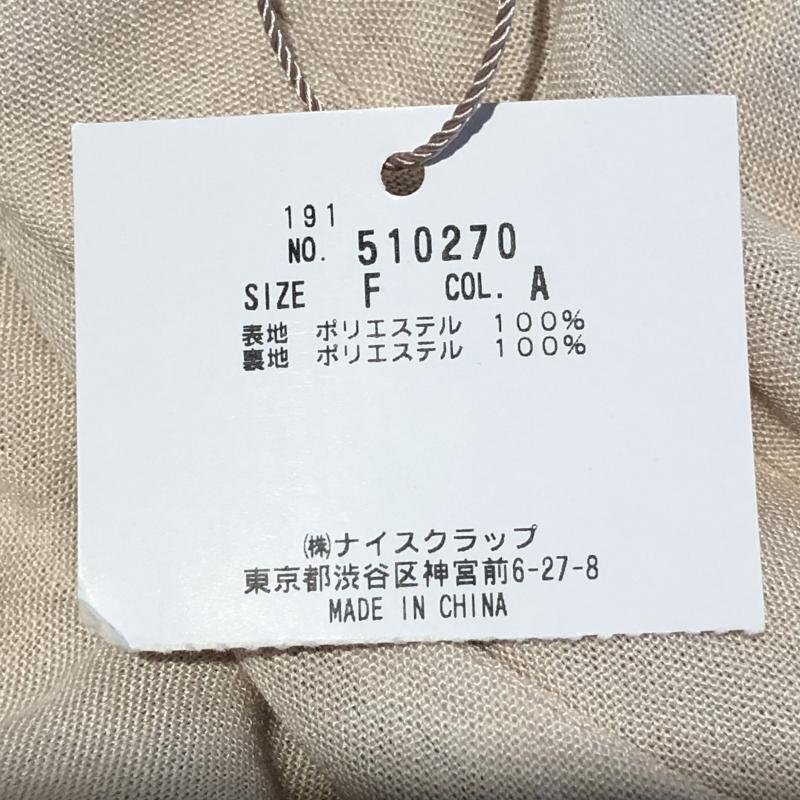 191
NO. 510270
SIZE F COL. A
表地 ポリエステル 100%
裏地 ポリエステル 100%
㈱ナイスクラップ
東京都渋谷区神宮前6-27-8
MADE IN CHINA